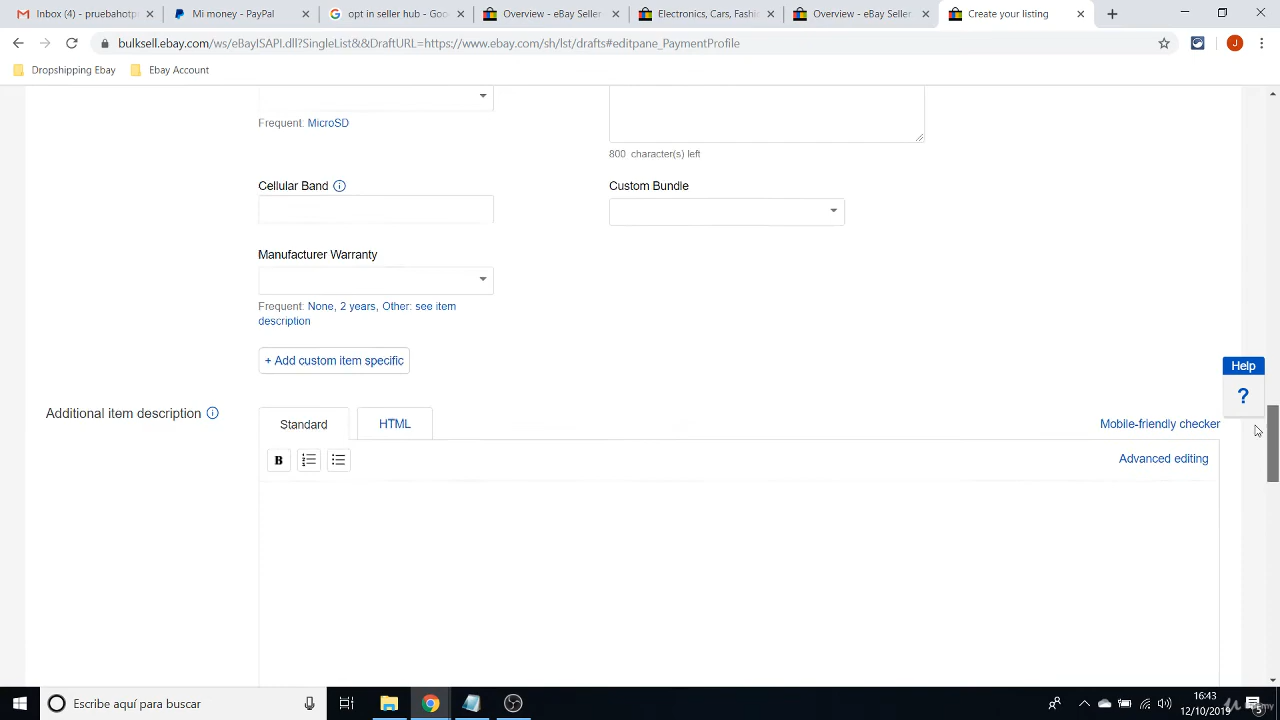 Inbox (4) - jmmbahotp
Mi monedero - PayPal
opt in seller hub - Goo
Overview - eBay Seller
Electronics, Cars, Fashi
Overview - eBay Seller
Create your listing
bulksell.ebay.com/ws/eBayISAPI.dll?SingleList&&DraftURL=https://www.ebay.com/sh/lst/drafts#editpane_PaymentProfile
J
Dropshipping Ebay
Ebay Account
Frequent: MicroSD
800 character(s) left
Cellular Band
Custom Bundle
Manufacturer Warranty
Frequent: None, 2 years, Other: see item
description
+ Add custom item specific
Help
?
Additional item description
Standard
HTML
Mobile-friendly checker
B
Advanced editing
Escribe aquí para buscar
16:43
12/10/2019